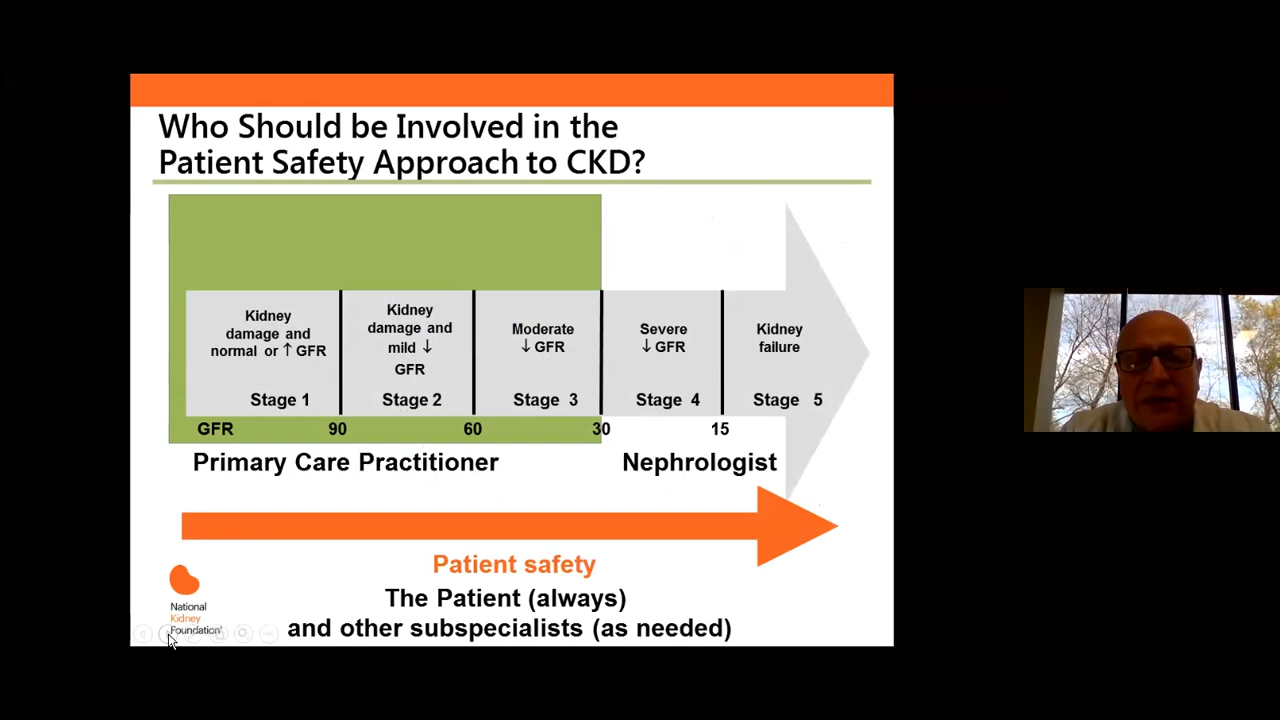 Who Should be Involved in the
Patient Safety Approach to CKD?
Kidney
damage and
normal or ↑ GFR
Stage 1
Kidney
damage and
mild ↓
GFR
Stage 2
Moderate
↓ GFR
Stage 3
Severe
↓ GFR
Stage 4
Kidney
failure
Stage 5
GFR 90 60 30 15
Primary Care Practitioner Nephrologist
Patient safety
The Patient (always)
and other subspecialists (as needed)
National
Kidney
Foundation®